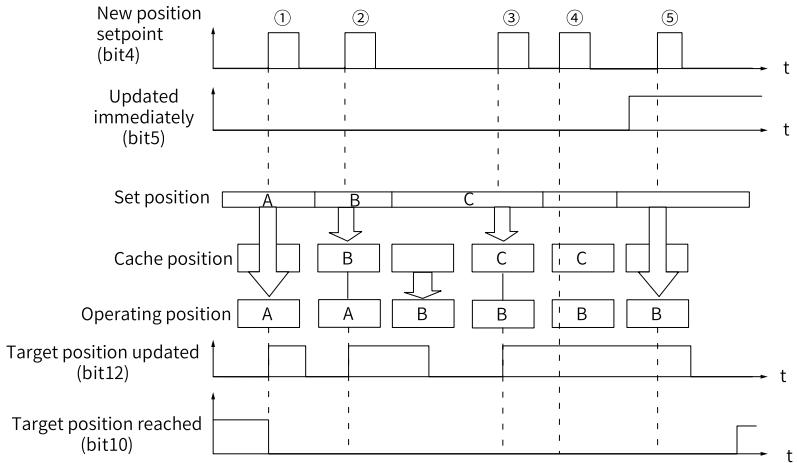 New position
setpoint
(bit4)
① ② ③ ④ ⑤
t
Updated
immediately
(bit5)
t
Set position A B C
Cache position B C C
Operating position A A B B B B
Target position updated
(bit12)
t
Target position reached
(bit10)
t